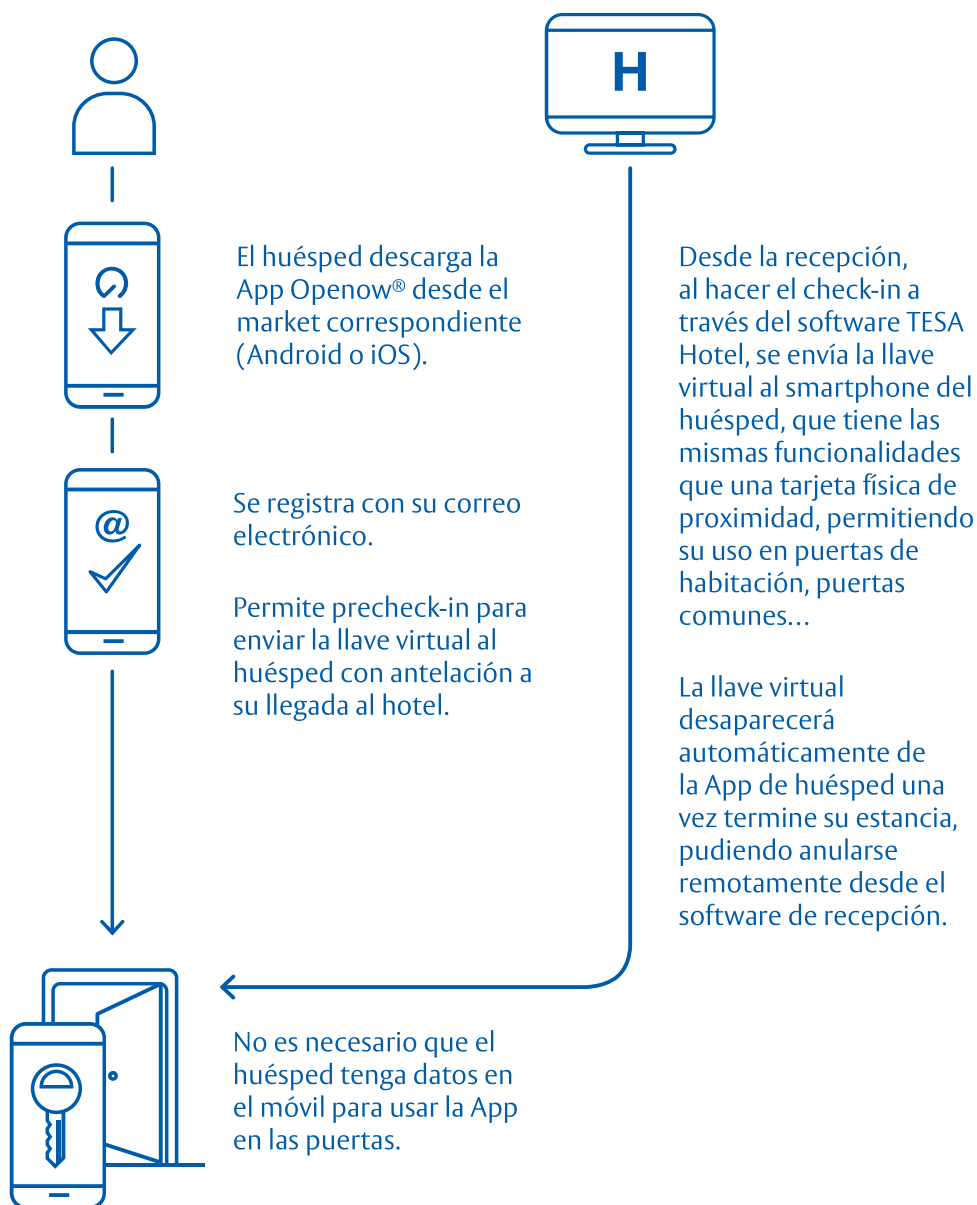 H
El huésped descarga la
App Openow® desde el
market correspondiente
(Android o iOS).
@
Se registra con su correo
electrónico.
Permite precheck-in para
enviar la llave virtual al
huésped con antelación a
su llegada al hotel.
Desde la recepción,
al hacer el check-in a
través del software TESA
Hotel, se envía la llave
virtual al smartphone del
huésped, que tiene las
mismas funcionalidades
que una tarjeta física de
proximidad, permitiendo
su uso en puertas de
habitación, puertas
comunes...
La llave virtual
desaparecerá
automáticamente de
la App de huésped una
vez termine su estancia,
pudiendo anularse
remotamente desde el
software de recepción.
No es necesario que el
huésped tenga datos en
el móvil para usar la App
en las puertas.